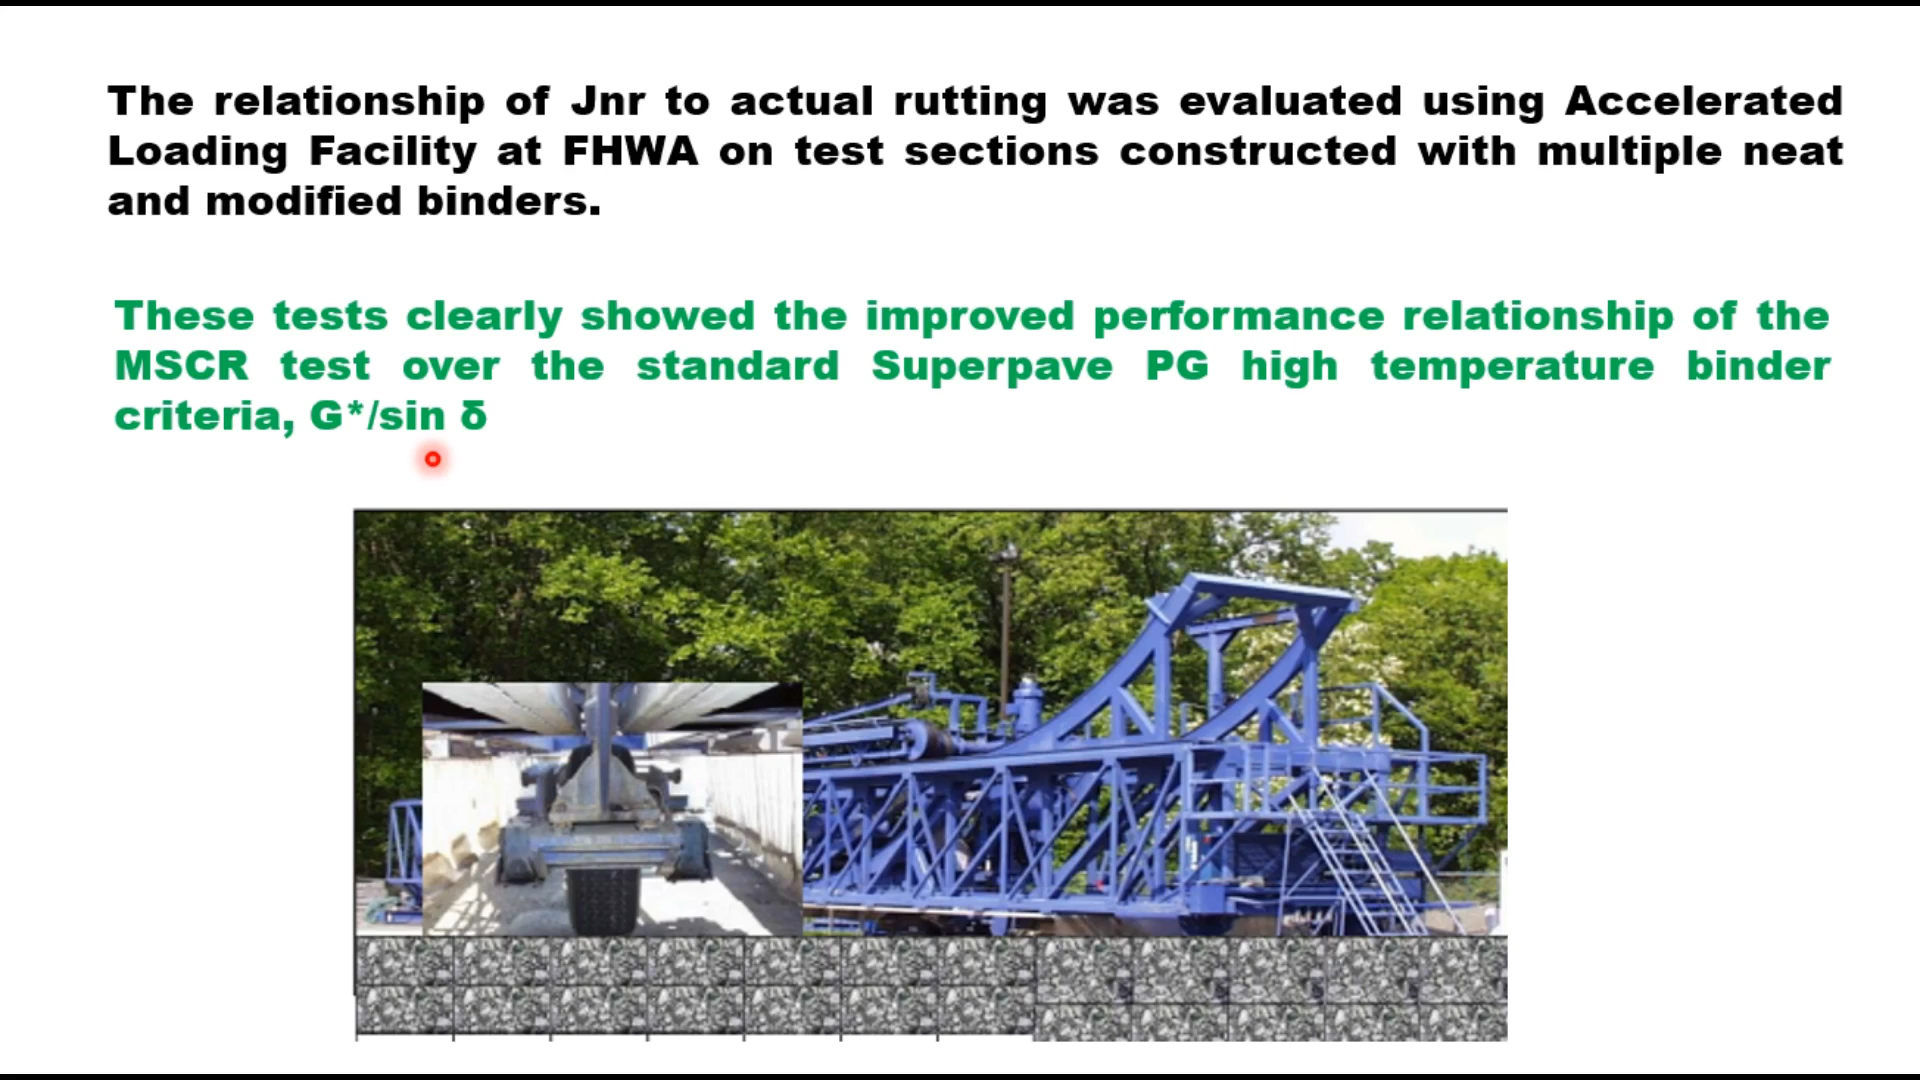 The relationship of Jnr to actual rutting was evaluated using Accelerated
Loading Facility at FHWA on test sections constructed with multiple neat
and modified binders.
These tests clearly showed the improved performance relationship of the
MSCR test over the standard Superpave PG high temperature binder
criteria, G*/sin δ